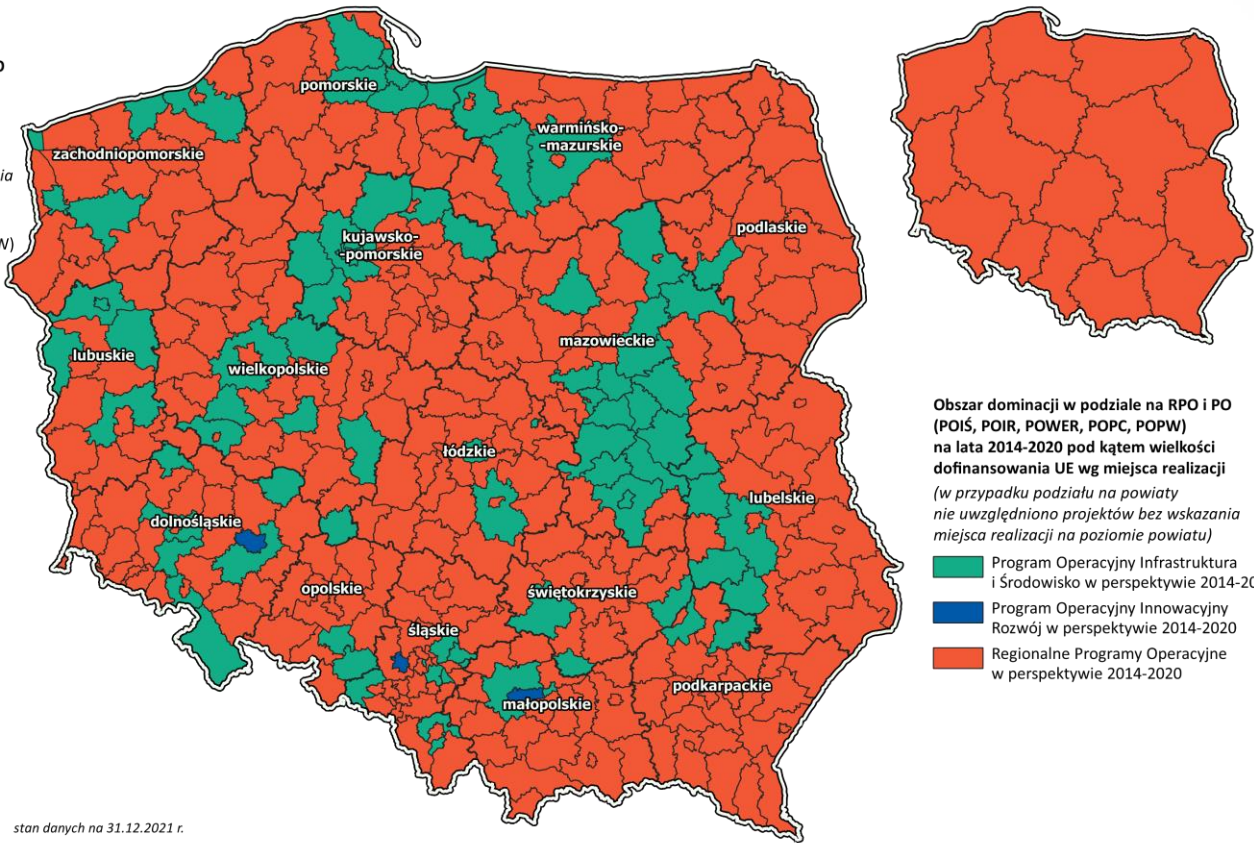 pomorskie
warmińsko-
-mazurskie
zachodniopomorskie
kujawsko-
-pomorskie
podlaskie
mazowieckie
lubuskie
wielkopolskie
łódzkie
lubelskie
dolnośląskie
opolskie
świętokrzyskie
śląskie
podkarpackie
małopolskie
stan danych na 31.12.2021 r.
Obszar dominacji w podziale na RPO i PO
(POIŚ, POIR, POWER, POPC, POPW)
na lata 2014-2020 pod kątem wielkości
dofinansowania UE wg miejsca realizacji
(w przypadku podziału na powiaty
nie uwzględniono projektów bez wskazania
miejsca realizacji na poziomie powiatu)
Program Operacyjny Infrastruktura
i Środowisko w perspektywie 2014-20
Program Operacyjny Innowacyjny
Rozwój w perspektywie 2014-2020
Regionalne Programy Operacyjne
w perspektywie 2014-2020